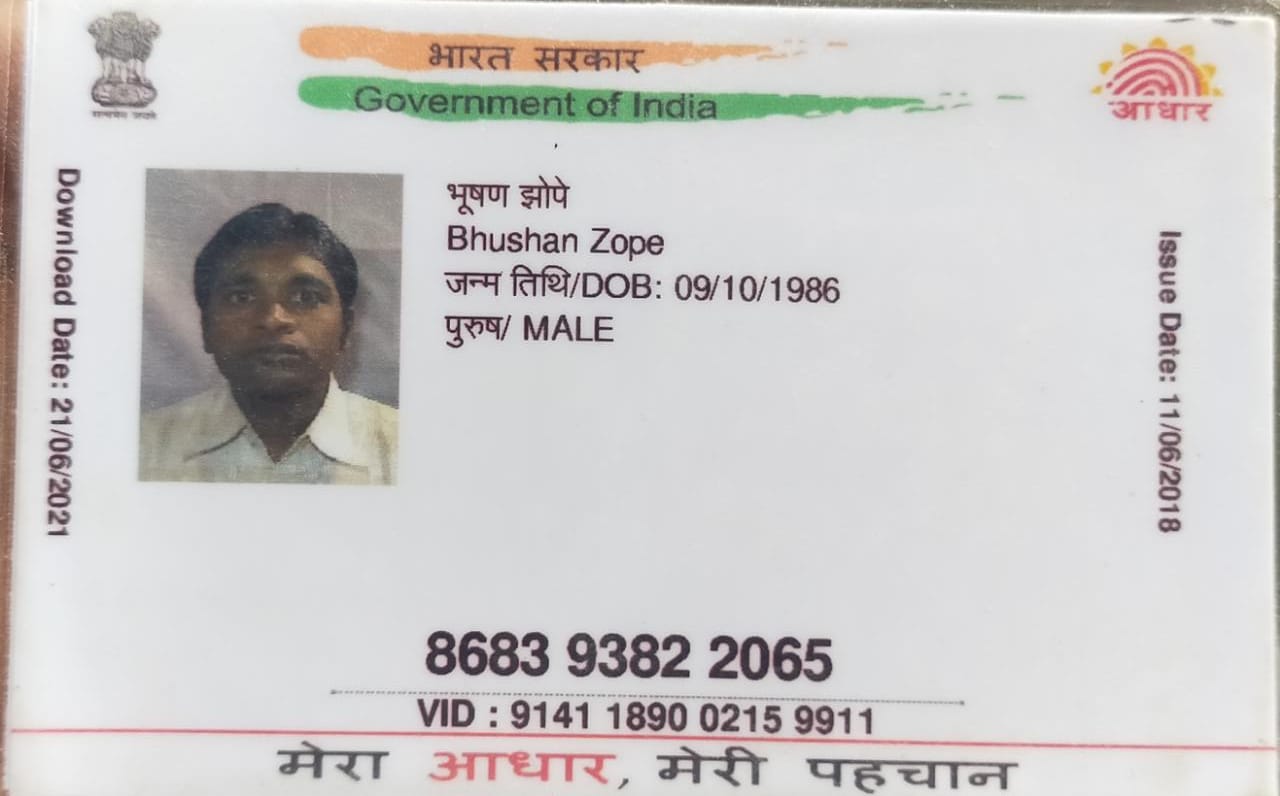 भारत सरकार
Government of India
आधार
भूषण झोपे
Bhushan Zope
जन्म तिथि/DOB: 09/10/1986
पुरुष/ MALE
Download Date: 21/06/2021
Issue Date: 11/06/2018
8683 9382 2065
VID : 9141 1890 0215 9911
मेरा आधार, मेरी पहचान